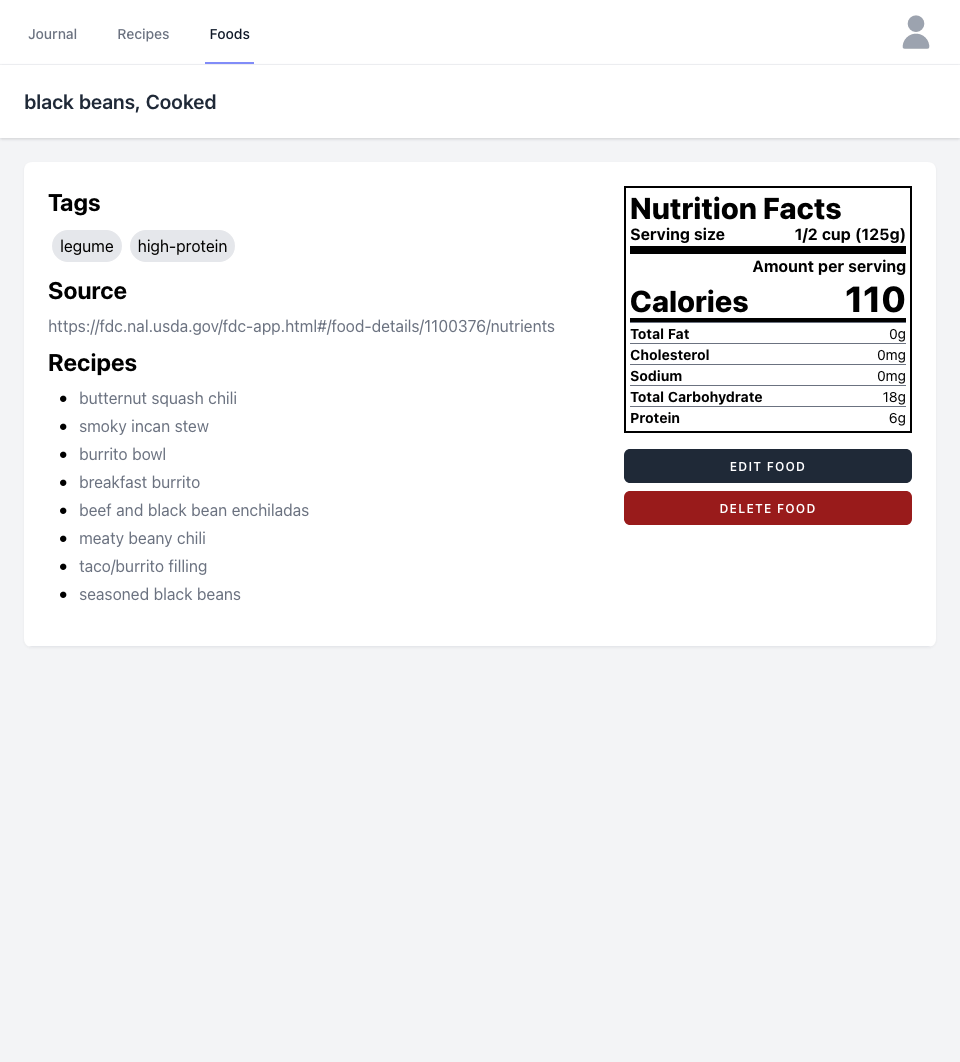 Journal Recipes Foods
black beans, Cooked
Tags
legume high-protein
Source
https://fdc.nal.usda.gov/fdc-app.html#/food-details/1100376/nutrients
Recipes
butternut squash chili
smoky incan stew
burrito bowl
breakfast burrito
beef and black bean enchiladas
meaty beany chili
taco/burrito filling
seasoned black beans
Nutrition Facts
Serving size 1/2 cup (125g)
Amount per serving
Calories 110
Total Fat 0g
Cholesterol 0mg
Sodium 0mg
Total Carbohydrate 18g
Protein 6g
EDIT FOOD
DELETE FOOD